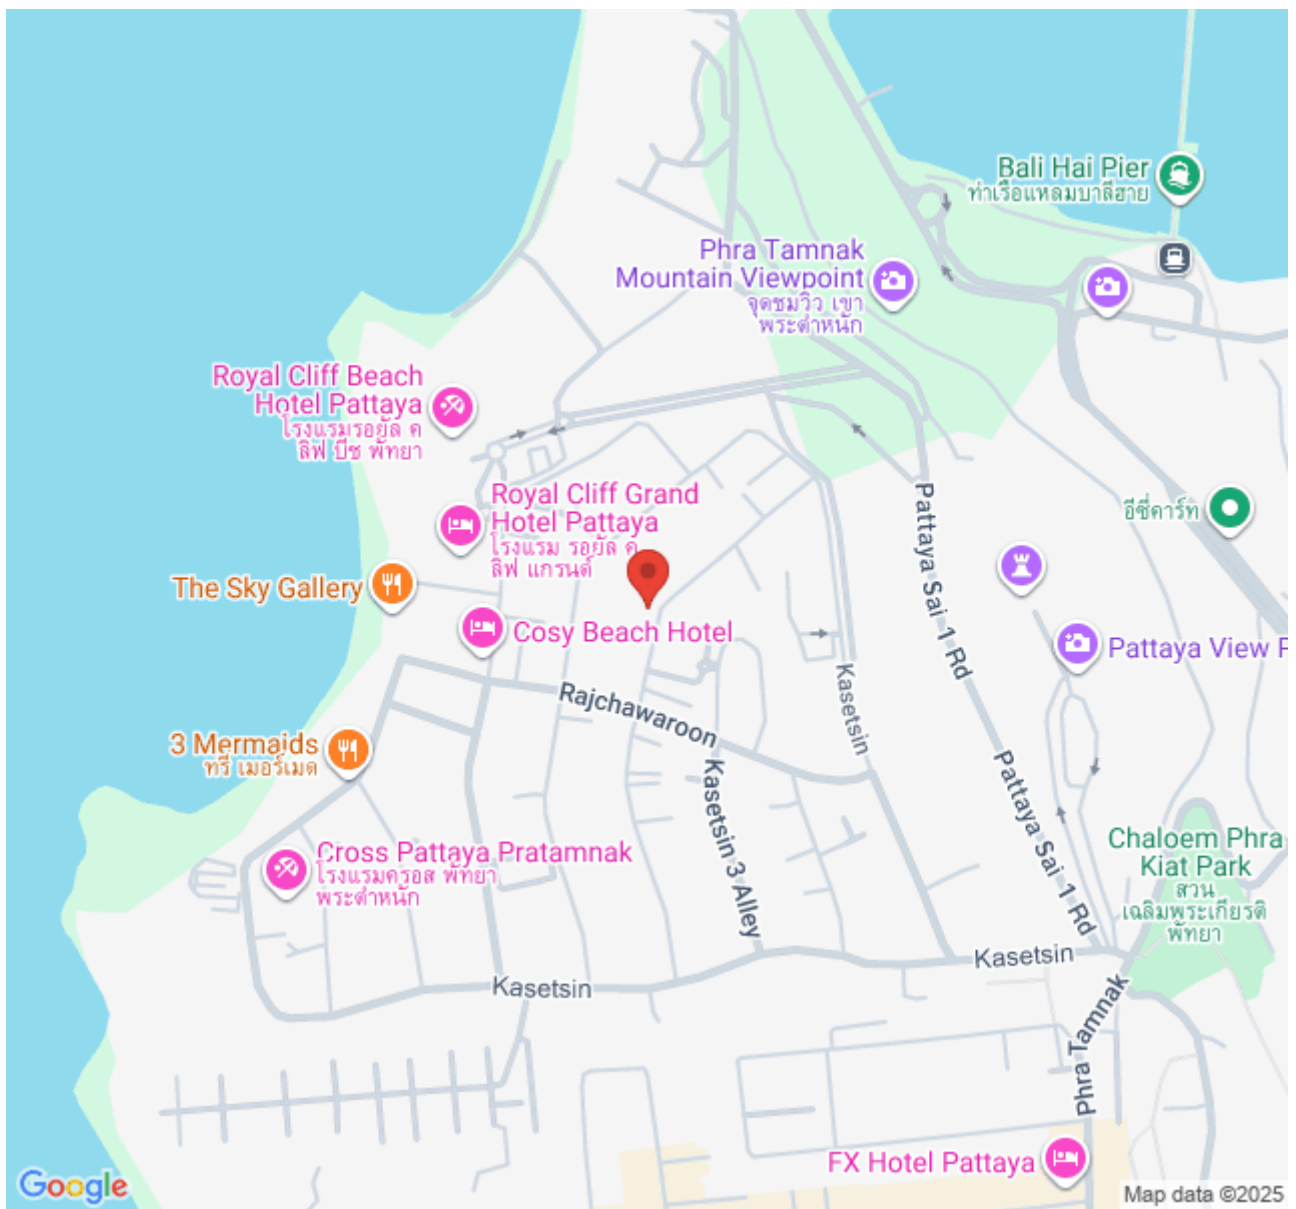 Bali Hai Pier
ท่าเรือแหลมบาลีฮาย
Phra Tamnak
Mountain Viewpoint
จุดชมวิว เขา
พระตำหนัก
Royal Cliff Beach
Hotel Pattaya
โรงแรมรอยัล ค
ลิฟ บีช พัทยา
Royal Cliff Grand
Hotel Pattaya
โรงแรม รอยัล ค
ลิฟ แกรนด์
อีซี่คาร์ท
Pattaya Sai 1 Rd
The Sky Gallery
Cosy Beach Hotel
Pattaya View P
Kasetsin
Rajchawaroon
3 Mermaids
ทรี เมอร์เมด
Kasetsin 3 Alley
Pattaya Sai 1 Rd
Chaloem Phra
Kiat Park
สวน
เฉลิมพระเกียรติ
พัทยา
Cross Pattaya Pratamnak
โรงแรมครอส พัทยา
พระตำหนัก
Kasetsin
Kasetsin
Phra Tamnak
FX Hotel Pattaya
Google
Map data ©2025